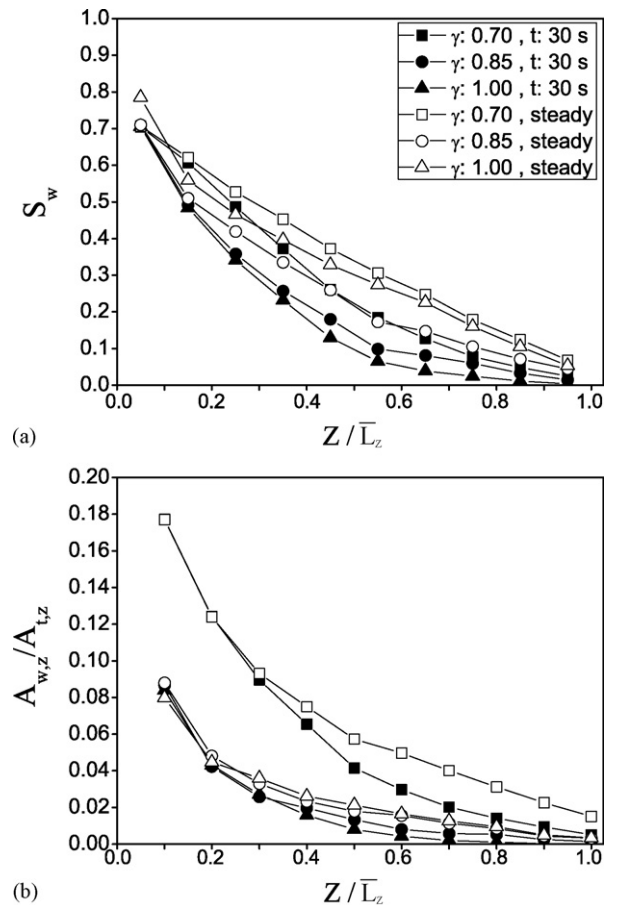 1.0
0.9
0.8
0.7
0.6
0.5
0.4
0.3
0.2
0.1
0.0
S_w
γ: 0.70 , t: 30 s
γ: 0.85 , t: 30 s
γ: 1.00 , t: 30 s
γ: 0.70 , steady
γ: 0.85 , steady
γ: 1.00 , steady
0.0 0.2 0.4 0.6 0.8 1.0
(a)
Z / L̅_z
0.20
0.18
0.16
0.14
0.12
0.10
0.08
0.06
0.04
0.02
0.00
A_w,z/A_t,z
0.0 0.2 0.4 0.6 0.8 1.0
(b)
Z / L̅_z